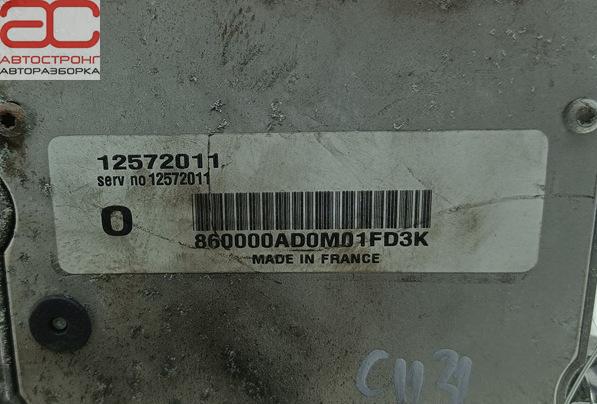 АС
АВТОСТРОНГ
АВТОРАЗБОРКА
12572011
serv no 12572011
0
860000AD0M01FD3K
MADE IN FRANCE